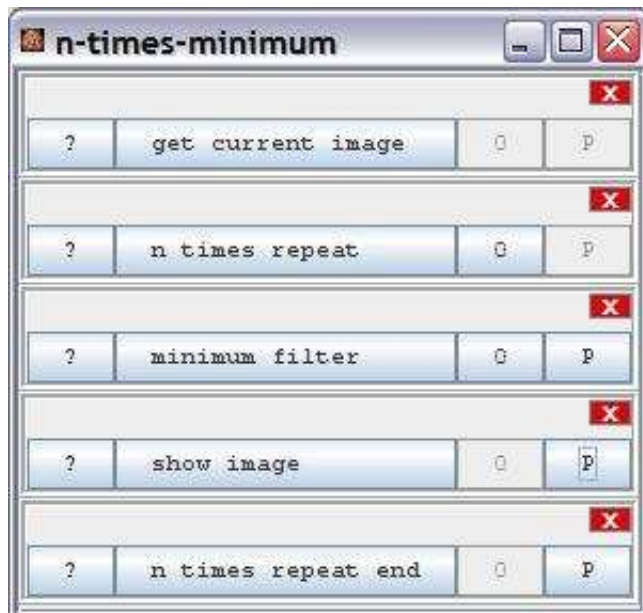 n-times-minimum
X
? get current image O P
X
? n times repeat O P
X
? minimum filter O P
X
? show image O P
X
? n times repeat end O P